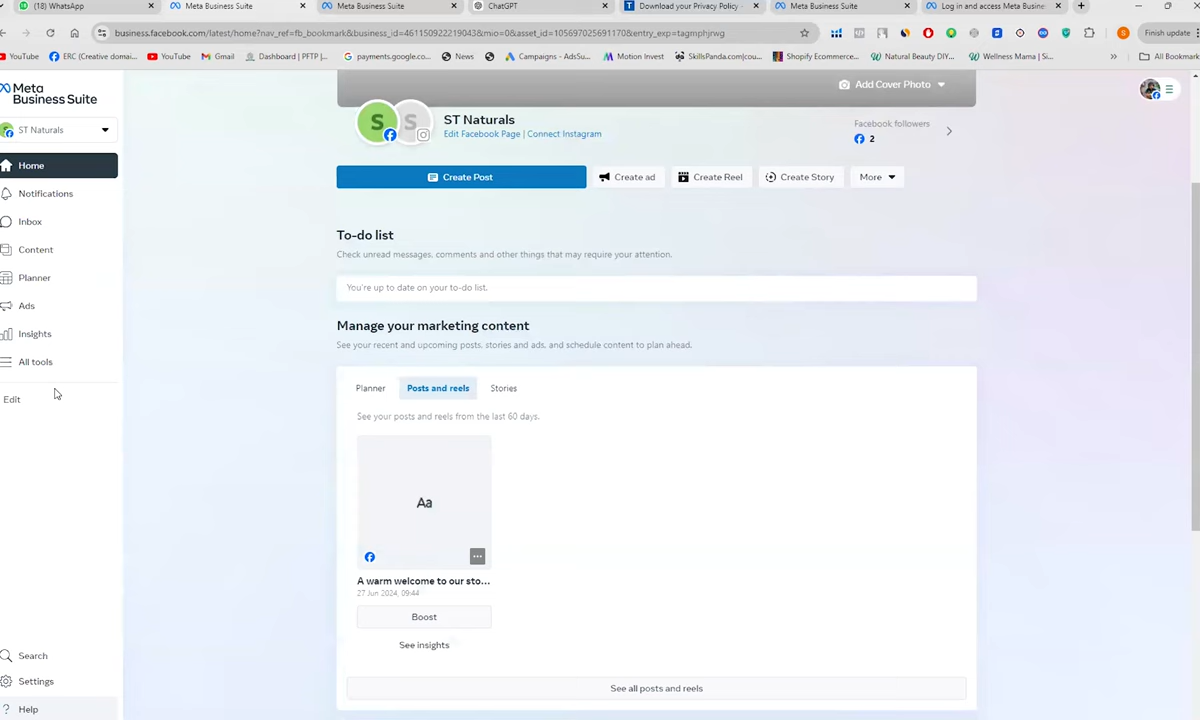 (18) WhatsApp
Meta Business Suite
Meta Business Suite
ChatGPT
Download your Privacy Policy
Meta Business Suite
Log in and access Meta Busine
business.facebook.com/latest/home?nav_ref=fb_bookmark&business_id=461150922219043&mio=0&asset_id=105697025691170&entry_exp=tagmphjrwg
Finish update
YouTube
ERC (Creative domai...
YouTube
Gmail
Dashboard | PFTP |...
payments.google.co...
News
Campaigns - AdsSu...
Motion Invest
SkillsPanda.com(cou...
Shopify Ecommerce...
Natural Beauty DIY...
Wellness Mama | Si...
»
All Bookmark
Meta
Business Suite
ST Naturals
Home
Notifications
Inbox
Content
Planner
Ads
Insights
All tools
Edit
Search
Settings
Help
Add Cover Photo
S
S
ST Naturals
Edit Facebook Page | Connect Instagram
Facebook followers
2
Create Post
Create ad
Create Reel
Create Story
More
To-do list
Check unread messages, comments and other things that may require your attention.
You're up to date on your to-do list.
Manage your marketing content
See your recent and upcoming posts, stories and ads, and schedule content to plan ahead.
Planner
Posts and reels
Stories
See your posts and reels from the last 60 days.
Aa
A warm welcome to our sto...
27 Jun 2024, 09:44
Boost
See insights
See all posts and reels